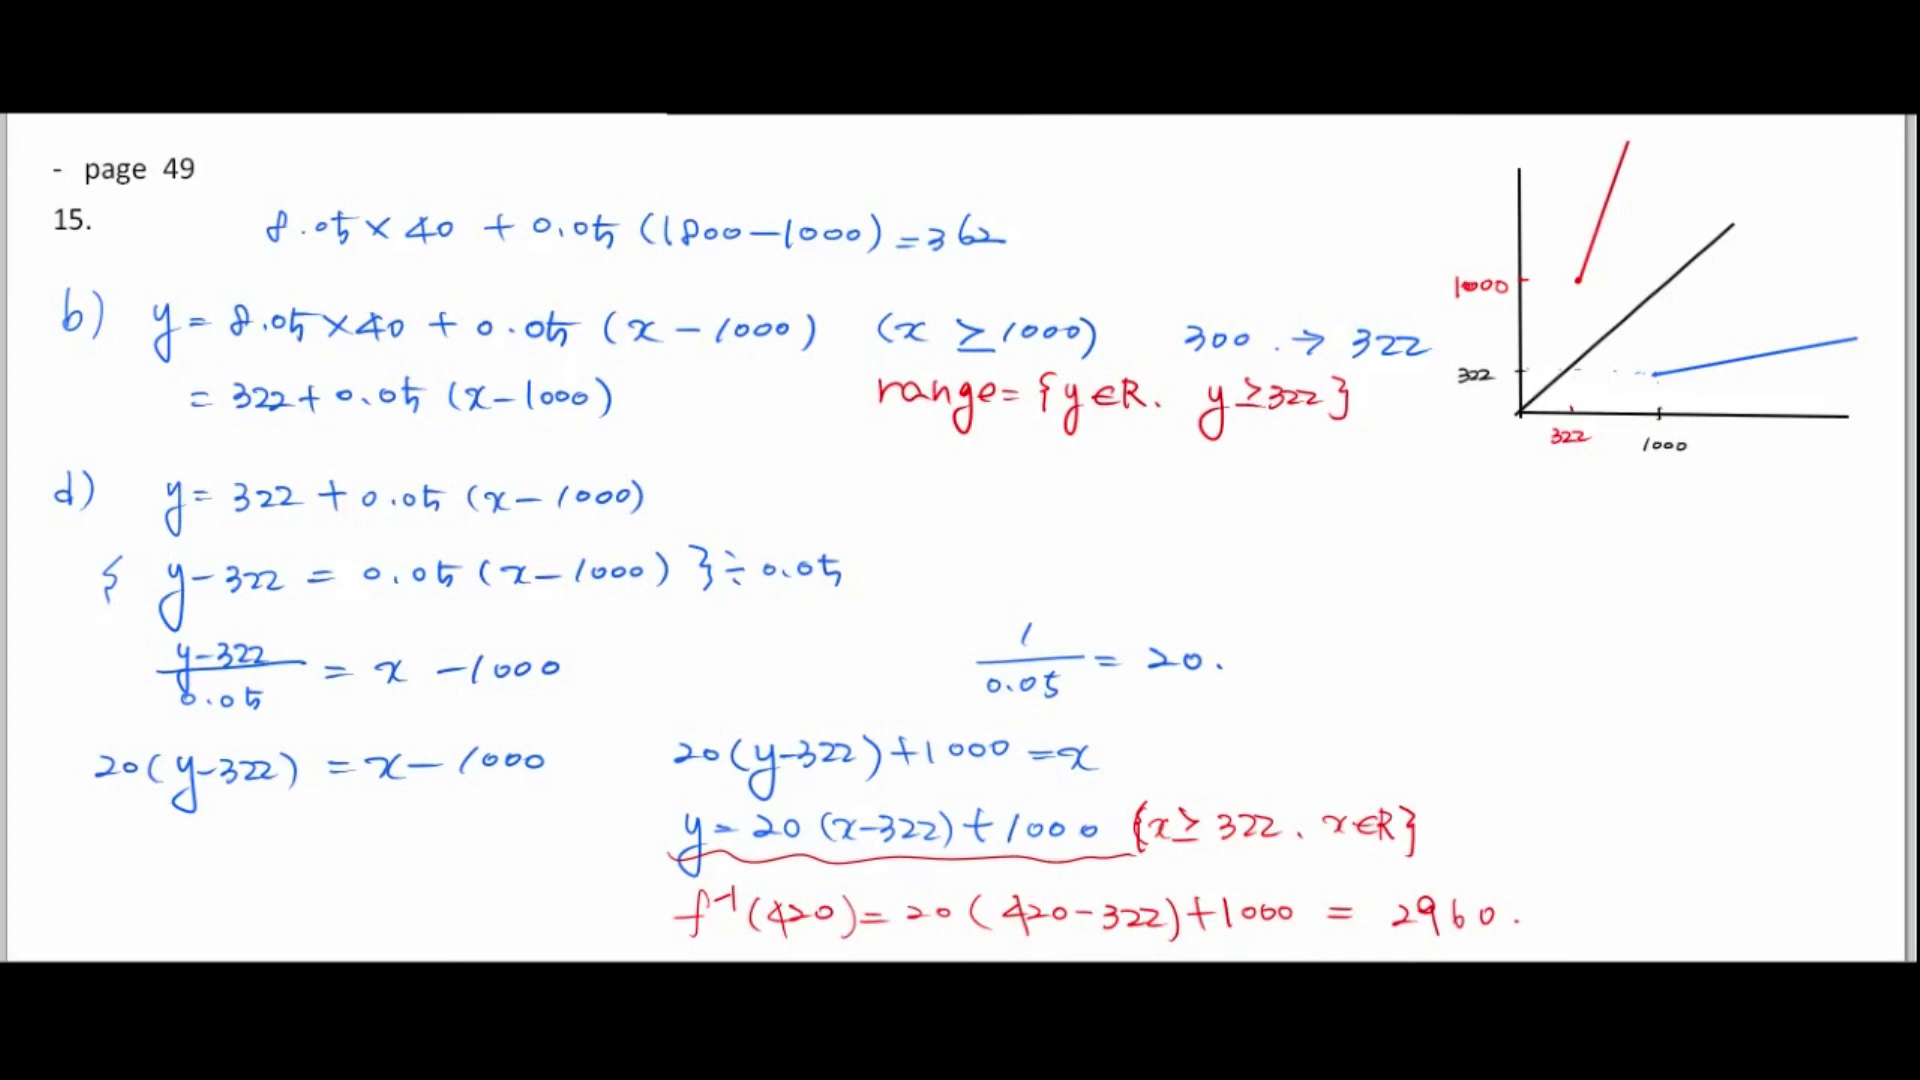 - page 49
15.
8.05 × 40 + 0.05 (1800 - 1000) = 362
b) y = 8.05 × 40 + 0.05 (x - 1000) (x ≥ 1000) 300 . → 322
= 322 + 0.05 (x - 1000) range = {y ∈ R. y ≥ 322}
d) y = 322 + 0.05 (x - 1000)
{ y - 322 = 0.05 (x - 1000) } ÷ 0.05
(y - 322)/0.05 = x - 1000 1/0.05 = 20.
20(y - 322) = x - 1000 20(y - 322) + 1000 = x
y = 20 (x - 322) + 1000 {x ≥ 322, x ∈ R}
f⁻¹(420) = 20 (420 - 322) + 1000 = 2960.
1000
322
322
1000